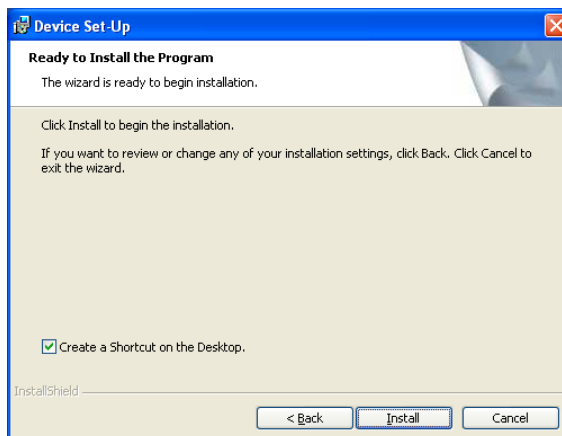 Device Set-Up
Ready to Install the Program
The wizard is ready to begin installation.
Click Install to begin the installation.
If you want to review or change any of your installation settings, click Back. Click Cancel to
exit the wizard.
Create a Shortcut on the Desktop.
InstallShield
< Back Install Cancel